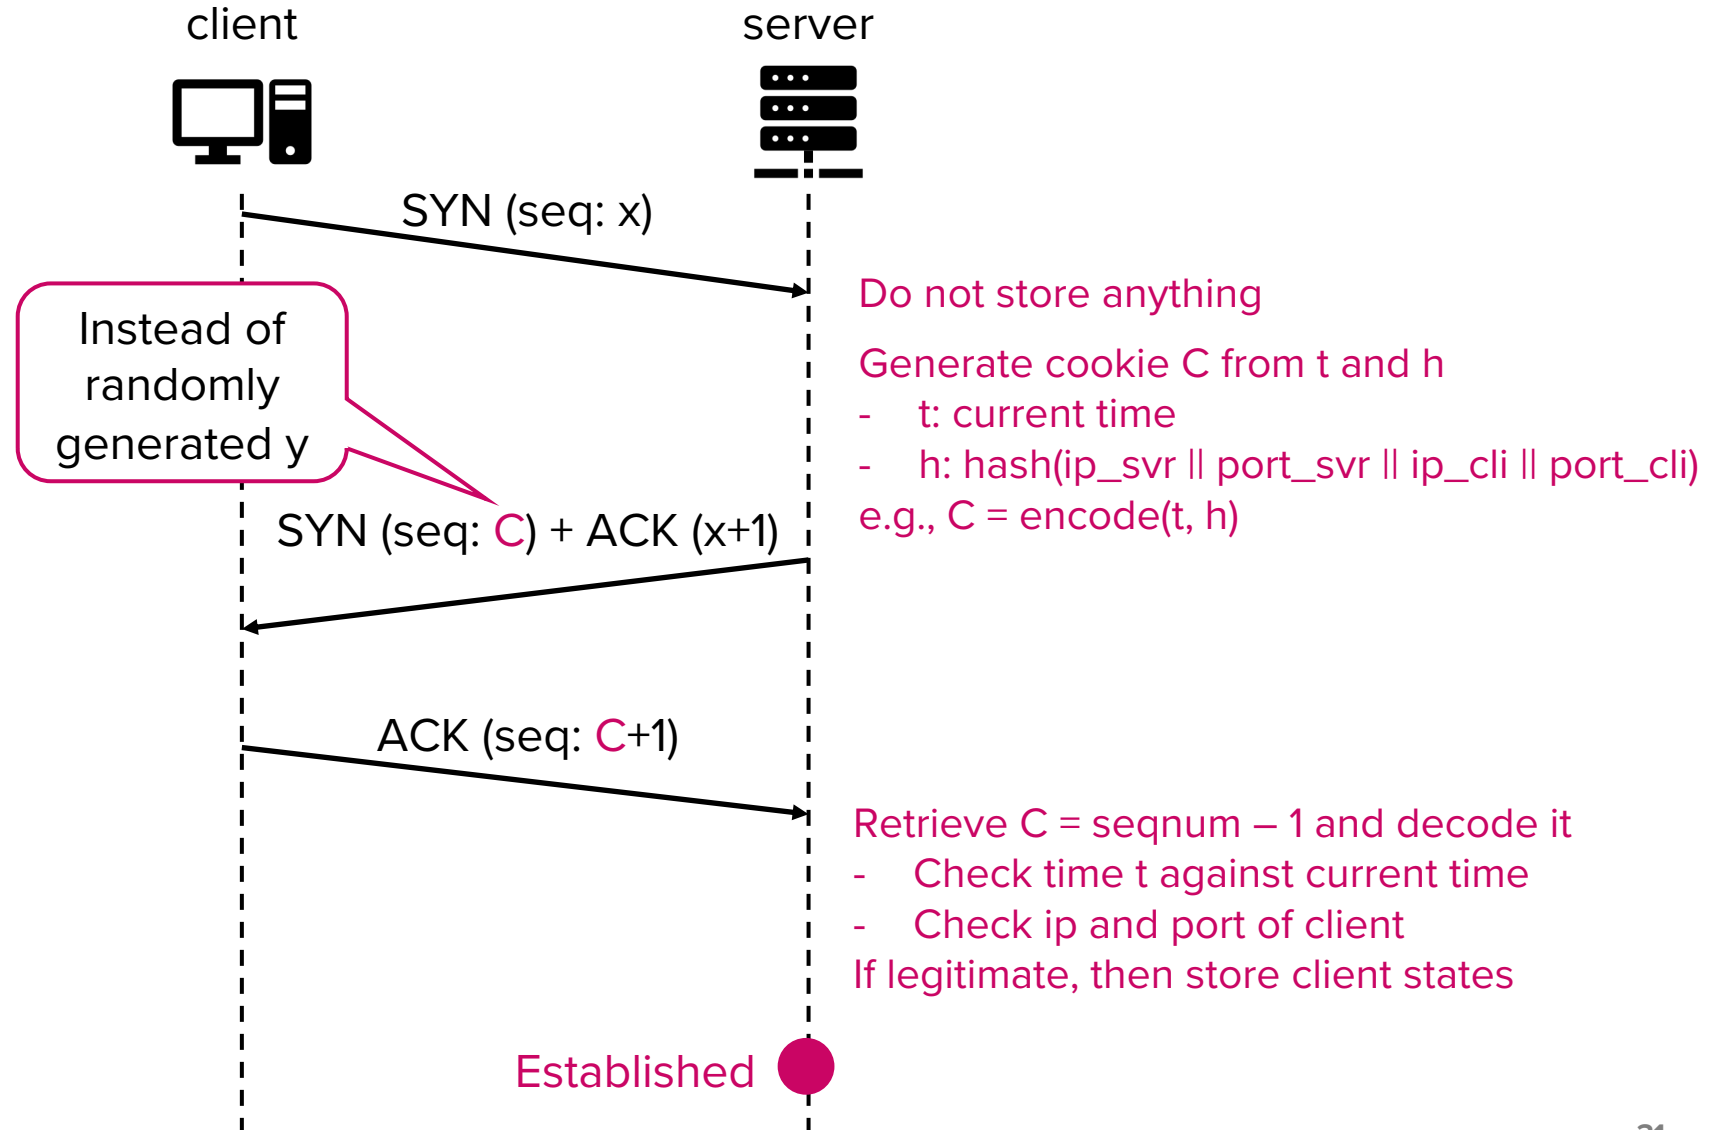 client
server
SYN (seq: x)
Do not store anything
Instead of
randomly
generated y
Generate cookie C from t and h
- t: current time
- h: hash(ip_svr || port_svr || ip_cli || port_cli)
e.g., C = encode(t, h)
SYN (seq: C) + ACK (x+1)
ACK (seq: C+1)
Retrieve C = seqnum – 1 and decode it
- Check time t against current time
- Check ip and port of client
If legitimate, then store client states
Established